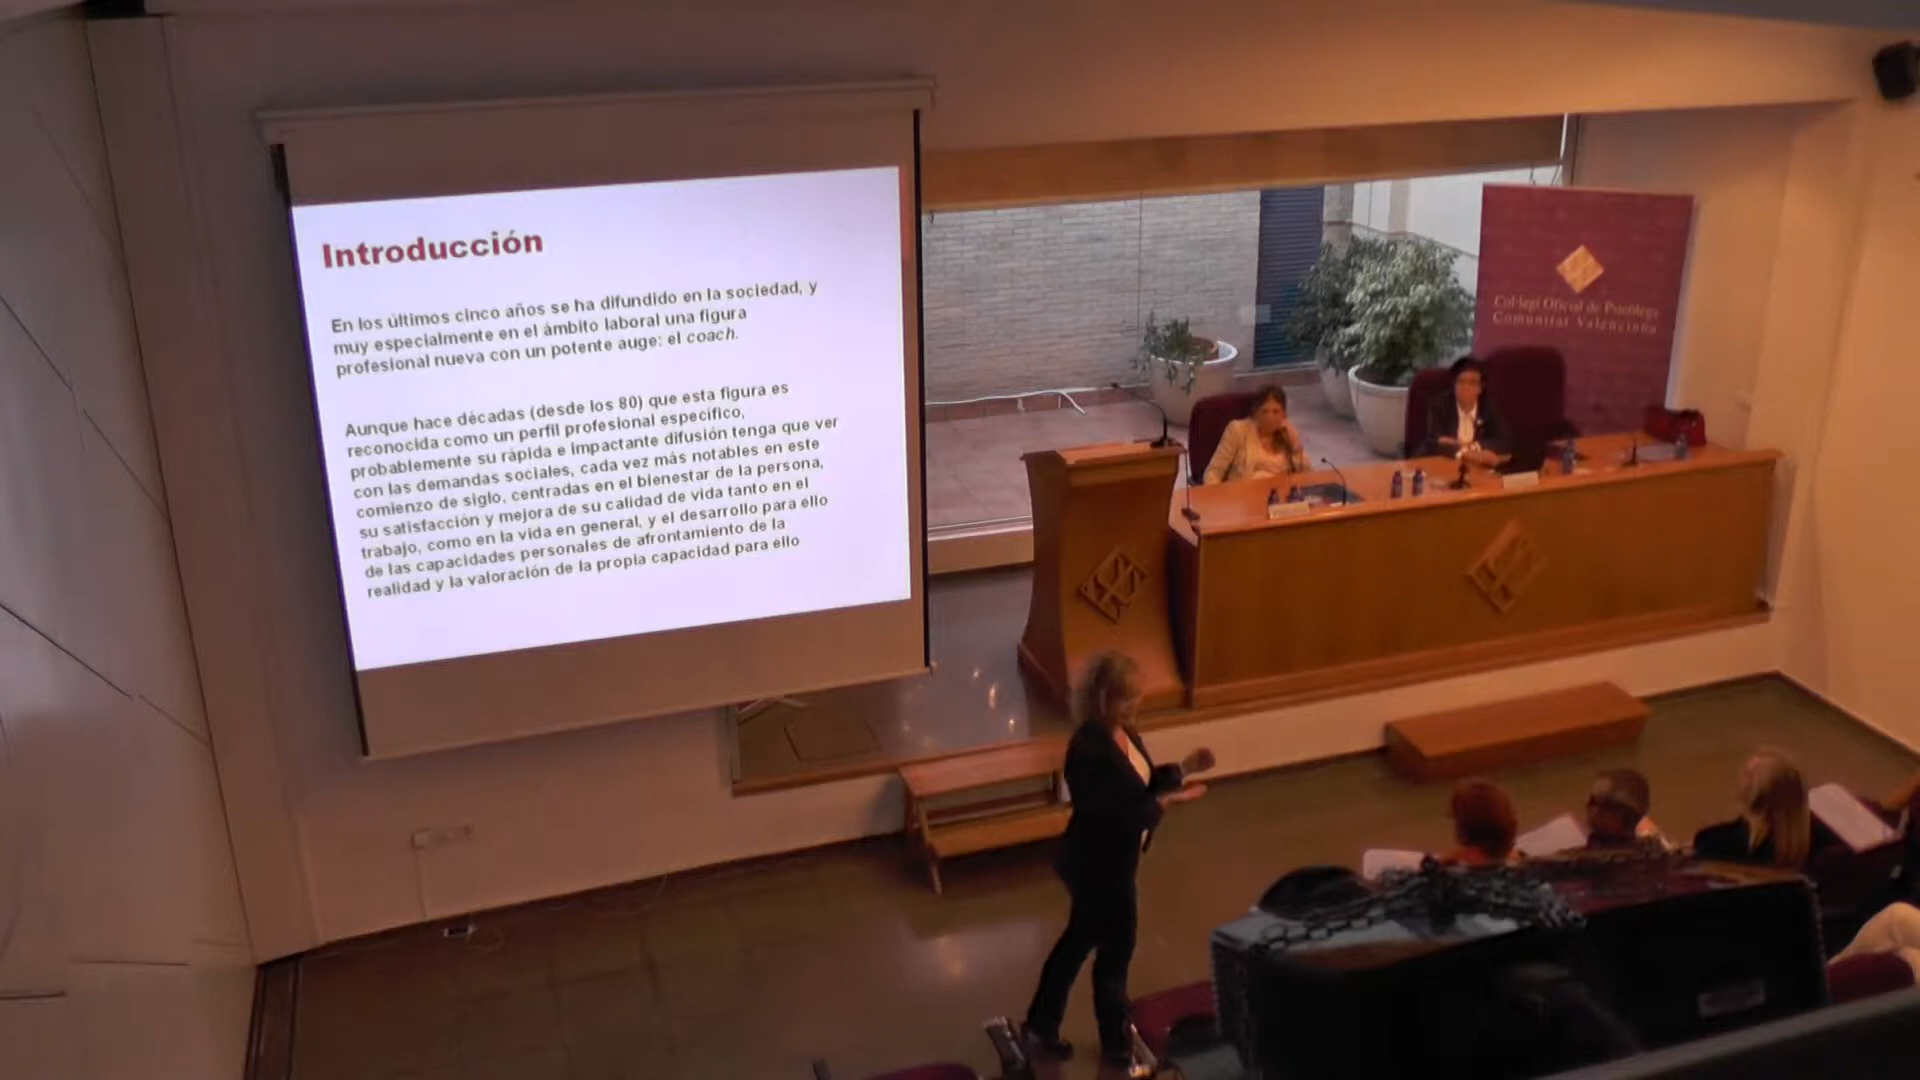 Introducción
En los últimos cinco años se ha difundido en la sociedad, y
muy especialmente en el ámbito laboral una figura
profesional nueva con un potente auge: el coach.
Aunque hace décadas (desde los 80) que esta figura es
reconocida como un perfil profesional específico,
probablemente su rápida e impactante difusión tenga que ver
con las demandas sociales, cada vez más notables en este
comienzo de siglo, centradas en el bienestar de la persona,
su satisfacción y mejora de su calidad de vida tanto en el
trabajo, como en la vida en general, y el desarrollo para ello
de las capacidades personales de afrontamiento de la
realidad y la valoración de la propia capacidad para ello
Col·legi Oficial de Psicòlegs
Comunitat Valenciana